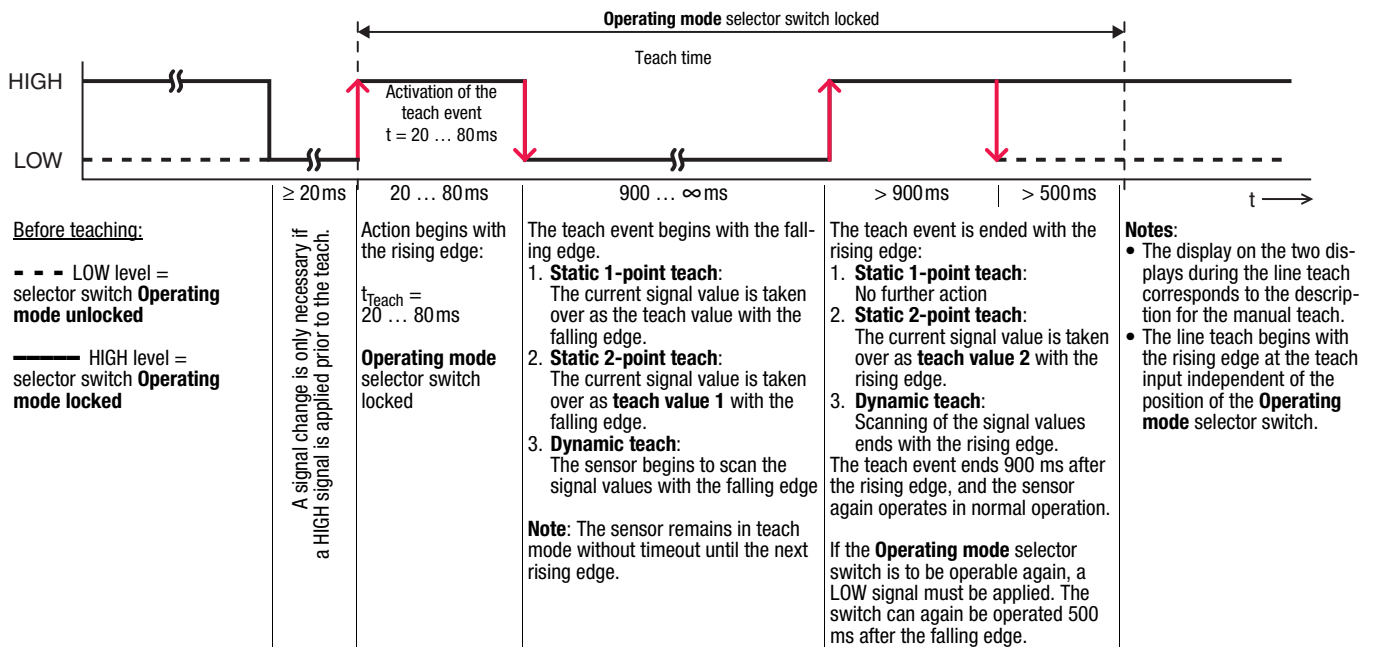 Operating mode selector switch locked
Teach time
HIGH
Activation of the
teach event
t = 20 … 80 ms
LOW
≥ 20 ms
20 … 80 ms
900 … ∞ ms
> 900 ms
> 500 ms
t
Before teaching:
- - - LOW level =
selector switch Operating
mode unlocked
HIGH level =
selector switch Operating
mode locked
A signal change is only necessary if
a HIGH signal is applied prior to the teach.
Action begins with
the rising edge:
tTeach =
20 … 80 ms
Operating mode
selector switch
locked
The teach event begins with the fall-
ing edge.
1. Static 1-point teach:
The current signal value is taken
over as the teach value with the
falling edge.
2. Static 2-point teach:
The current signal value is taken
over as teach value 1 with the
falling edge.
3. Dynamic teach:
The sensor begins to scan the
signal values with the falling edge
Note: The sensor remains in teach
mode without timeout until the next
rising edge.
The teach event is ended with the
rising edge:
1. Static 1-point teach:
No further action
2. Static 2-point teach:
The current signal value is taken
over as teach value 2 with the
rising edge.
3. Dynamic teach:
Scanning of the signal values
ends with the rising edge.
The teach event ends 900 ms after
the rising edge, and the sensor
again operates in normal operation.
If the Operating mode selector
switch is to be operable again, a
LOW signal must be applied. The
switch can again be operated 500
ms after the falling edge.
Notes:
• The display on the two dis-
plays during the line teach
corresponds to the descrip-
tion for the manual teach.
• The line teach begins with
the rising edge at the teach
input independent of the
position of the Operating
mode selector switch.